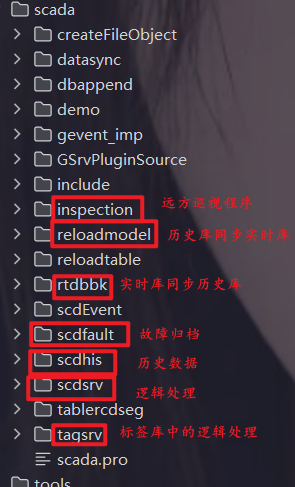 scada
createFileObject
datasync
dbappend
demo
gevent_imp
GSrvPluginSource
include
inspection 远方巡视程序
reloadmodel 历史库同步实时库
reloadtable
rtdbbk 实时库同步历史库
scdEvent
scdfault 故障归档
scdhis 历史数据
scdsrv 逻辑处理
tablercdseg
tagsrv 标签库中的逻辑处理
scada.pro
tools